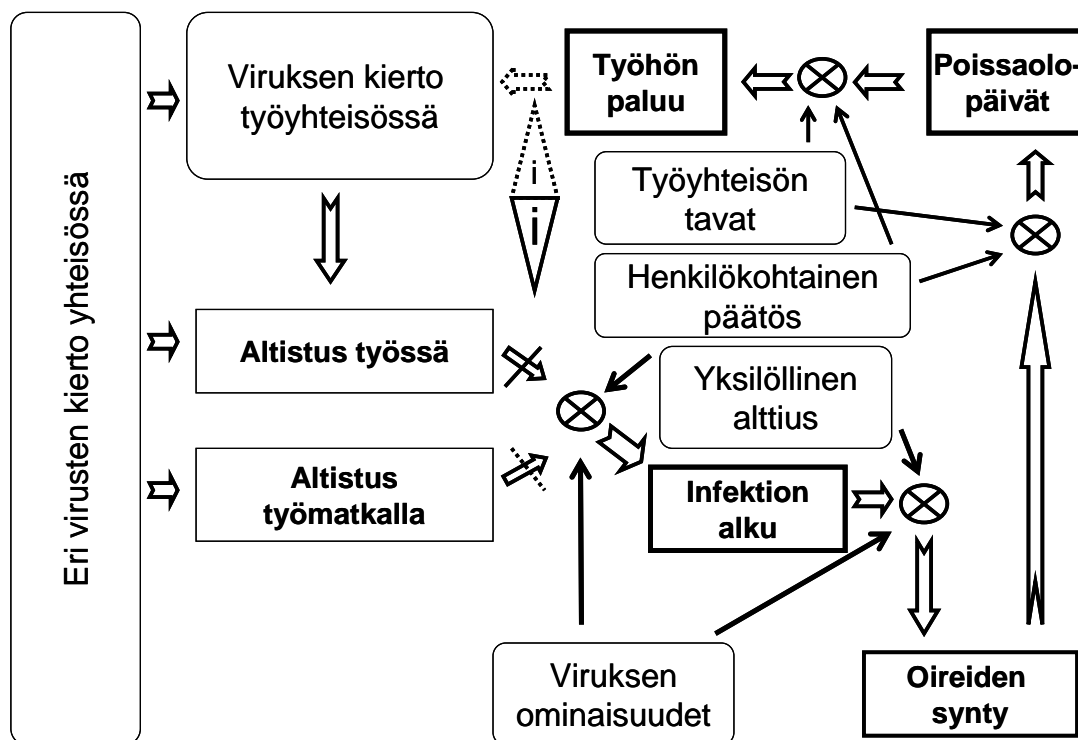 Eri virusten kierto yhteisössä
Viruksen kierto
työyhteisössä
Työhön
paluu
Poissaolo-
päivät
i
i
Työyhteisön
tavat
Henkilökohtainen
päätös
Altistus työssä
Yksilöllinen
alttius
Altistus
työmatkalla
Infektion
alku
Viruksen
ominaisuudet
Oireiden
synty